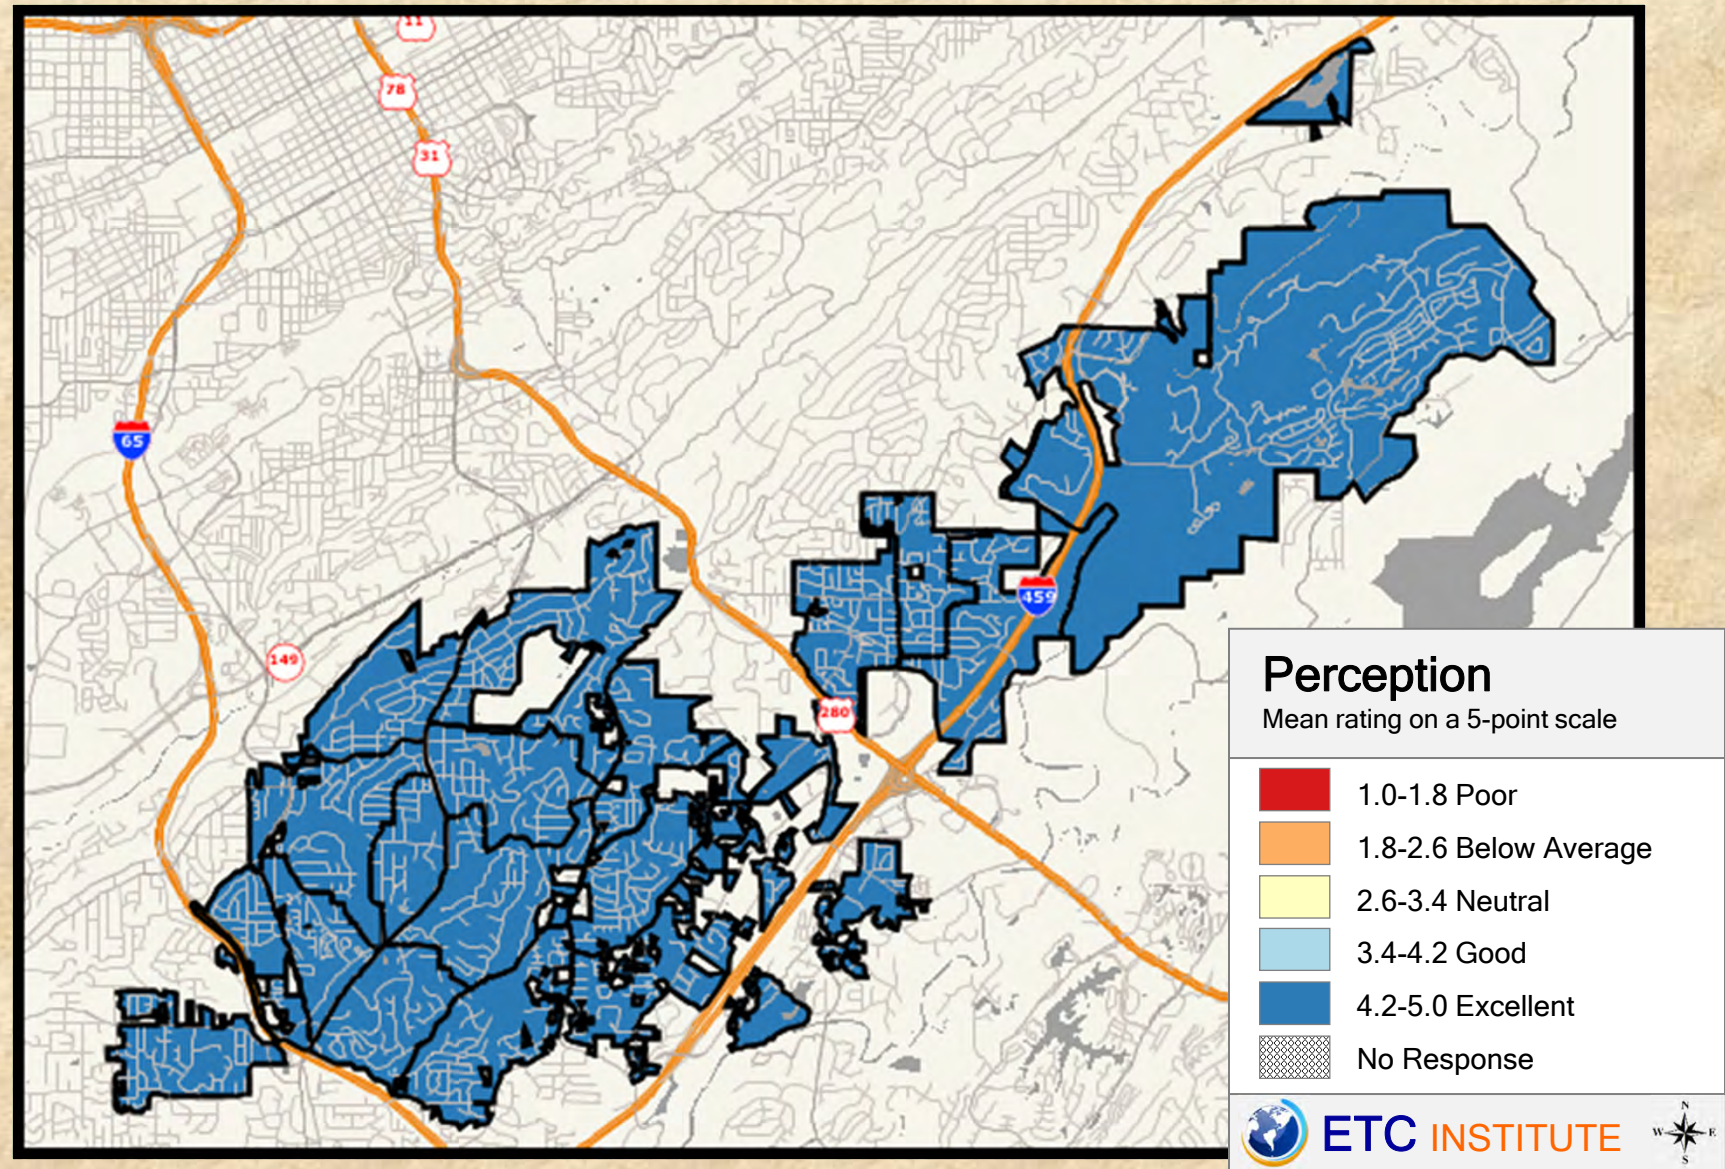 11
78
31
65
459
149
280
Perception
Mean rating on a 5-point scale
1.0-1.8 Poor
1.8-2.6 Below Average
2.6-3.4 Neutral
3.4-4.2 Good
4.2-5.0 Excellent
No Response
ETC INSTITUTE
N
W E
S